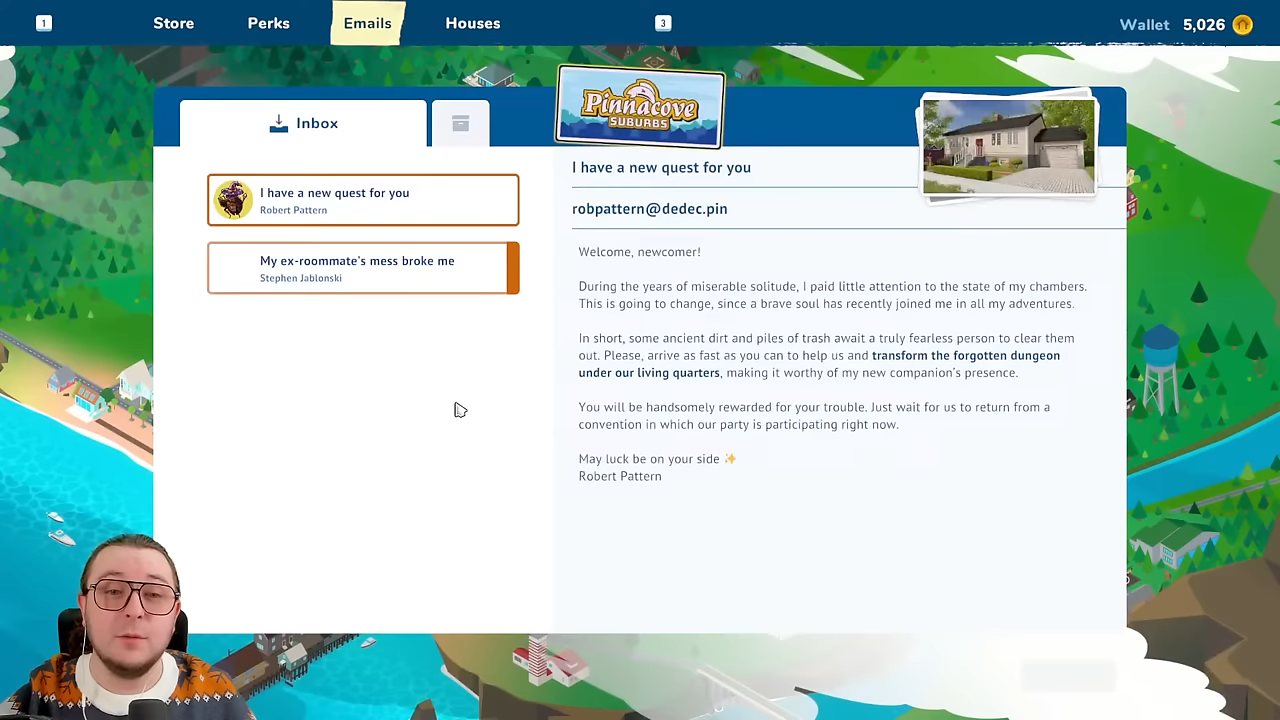 1
Store
Perks
Emails
Houses
3
Wallet 5,026
Inbox
Pinnacove
SUBURBS
I have a new quest for you
Robert Pattern
My ex-roommate's mess broke me
Stephen Jablonski
I have a new quest for you
robpattern@dedec.pin
Welcome, newcomer!
During the years of miserable solitude, I paid little attention to the state of my chambers.
This is going to change, since a brave soul has recently joined me in all my adventures.
In short, some ancient dirt and piles of trash await a truly fearless person to clear them
out. Please, arrive as fast as you can to help us and transform the forgotten dungeon
under our living quarters, making it worthy of my new companion's presence.
You will be handsomely rewarded for your trouble. Just wait for us to return from a
convention in which our party is participating right now.
May luck be on your side ✨
Robert Pattern